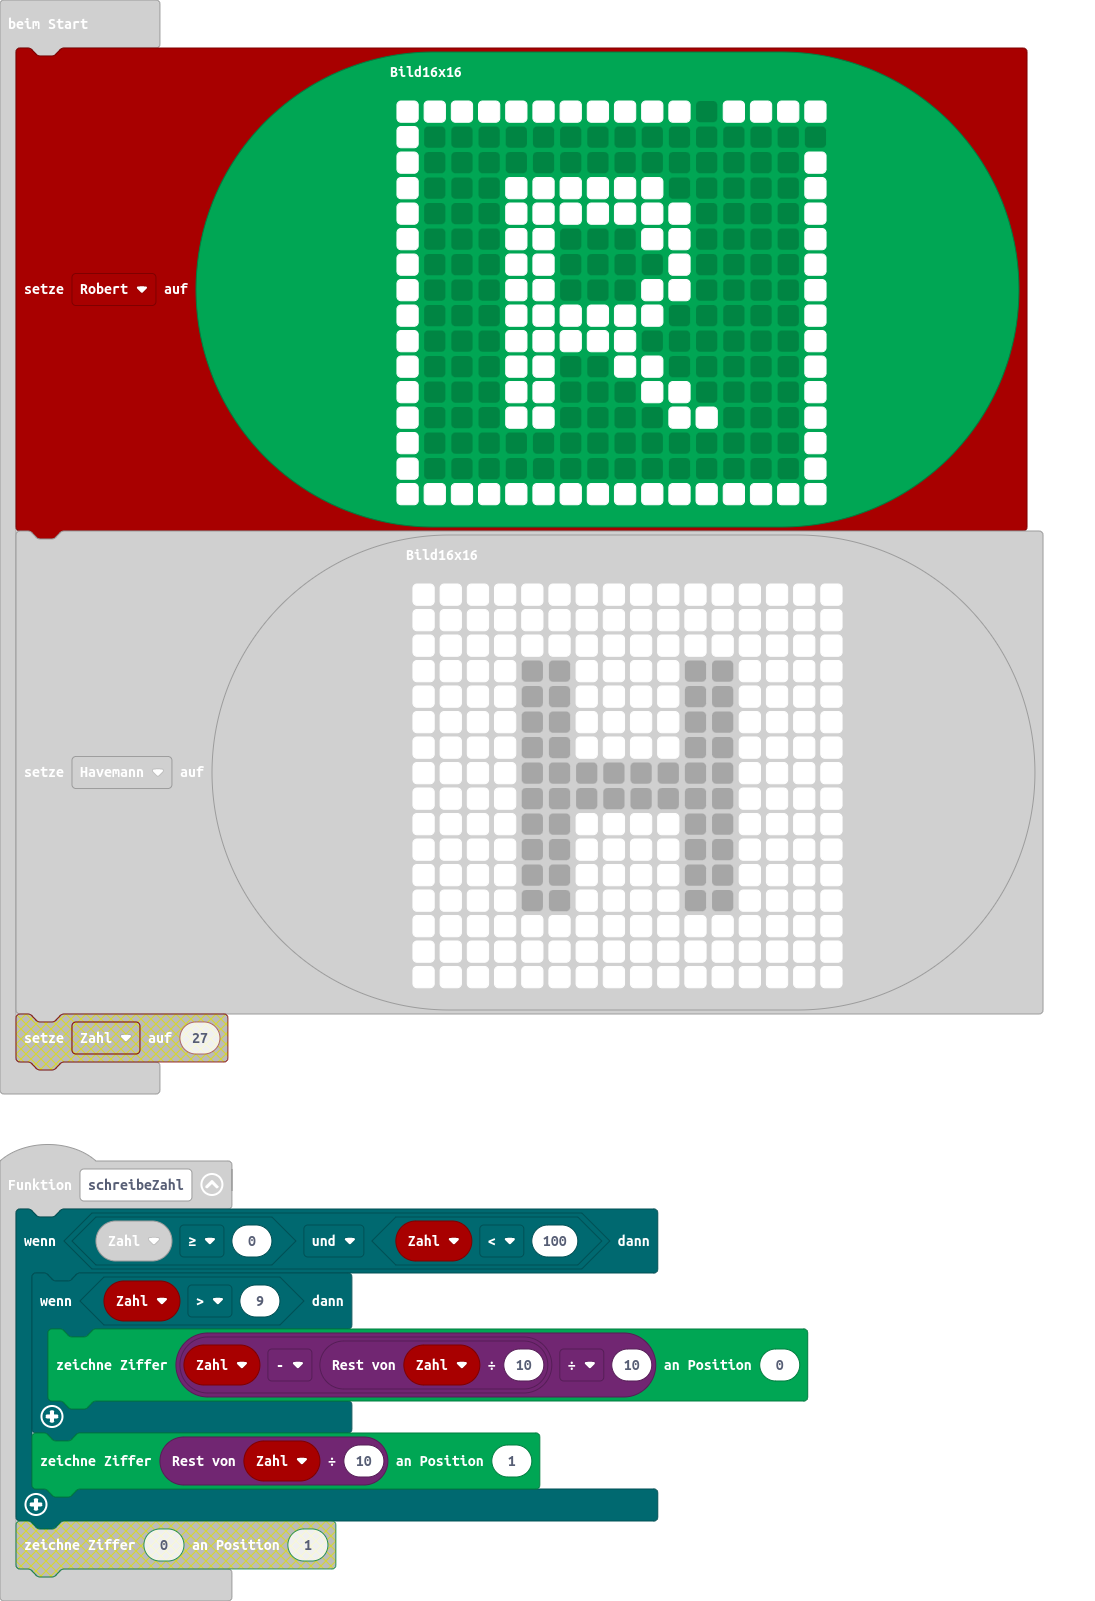 beim Start
Bild16x16
setze Robert auf
Bild16x16
setze Havemann auf
setze Zahl auf 27
Funktion schreibeZahl
wenn Zahl ≥ 0 und Zahl < 100 dann
wenn Zahl > 9 dann
zeichne Ziffer Zahl - Rest von Zahl ÷ 10 ÷ 10 an Position 0
zeichne Ziffer Rest von Zahl ÷ 10 an Position 1
zeichne Ziffer 0 an Position 1